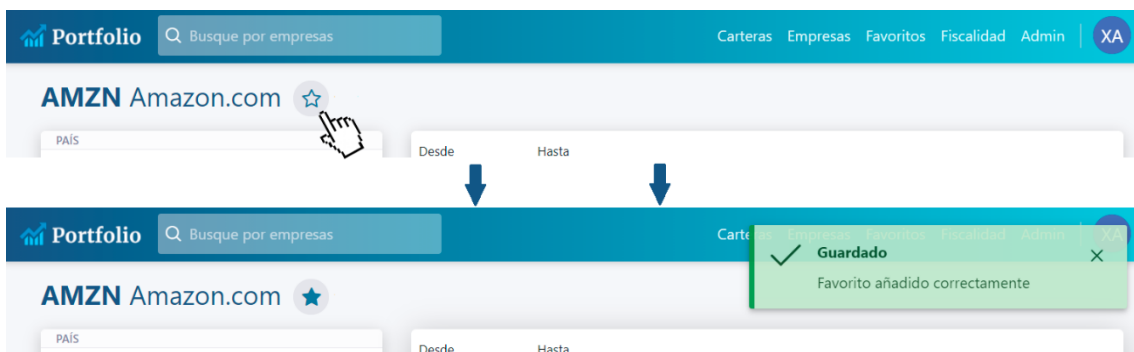 Portfolio Busque por empresas Carteras Empresas Favoritos Fiscalidad Admin XA
AMZN Amazon.com
PAÍS
Desde Hasta
Portfolio Busque por empresas Carteras Empresas Favoritos Fiscalidad Admin XA
Guardado
Favorito añadido correctamente
AMZN Amazon.com
PAÍS
Desde Hasta